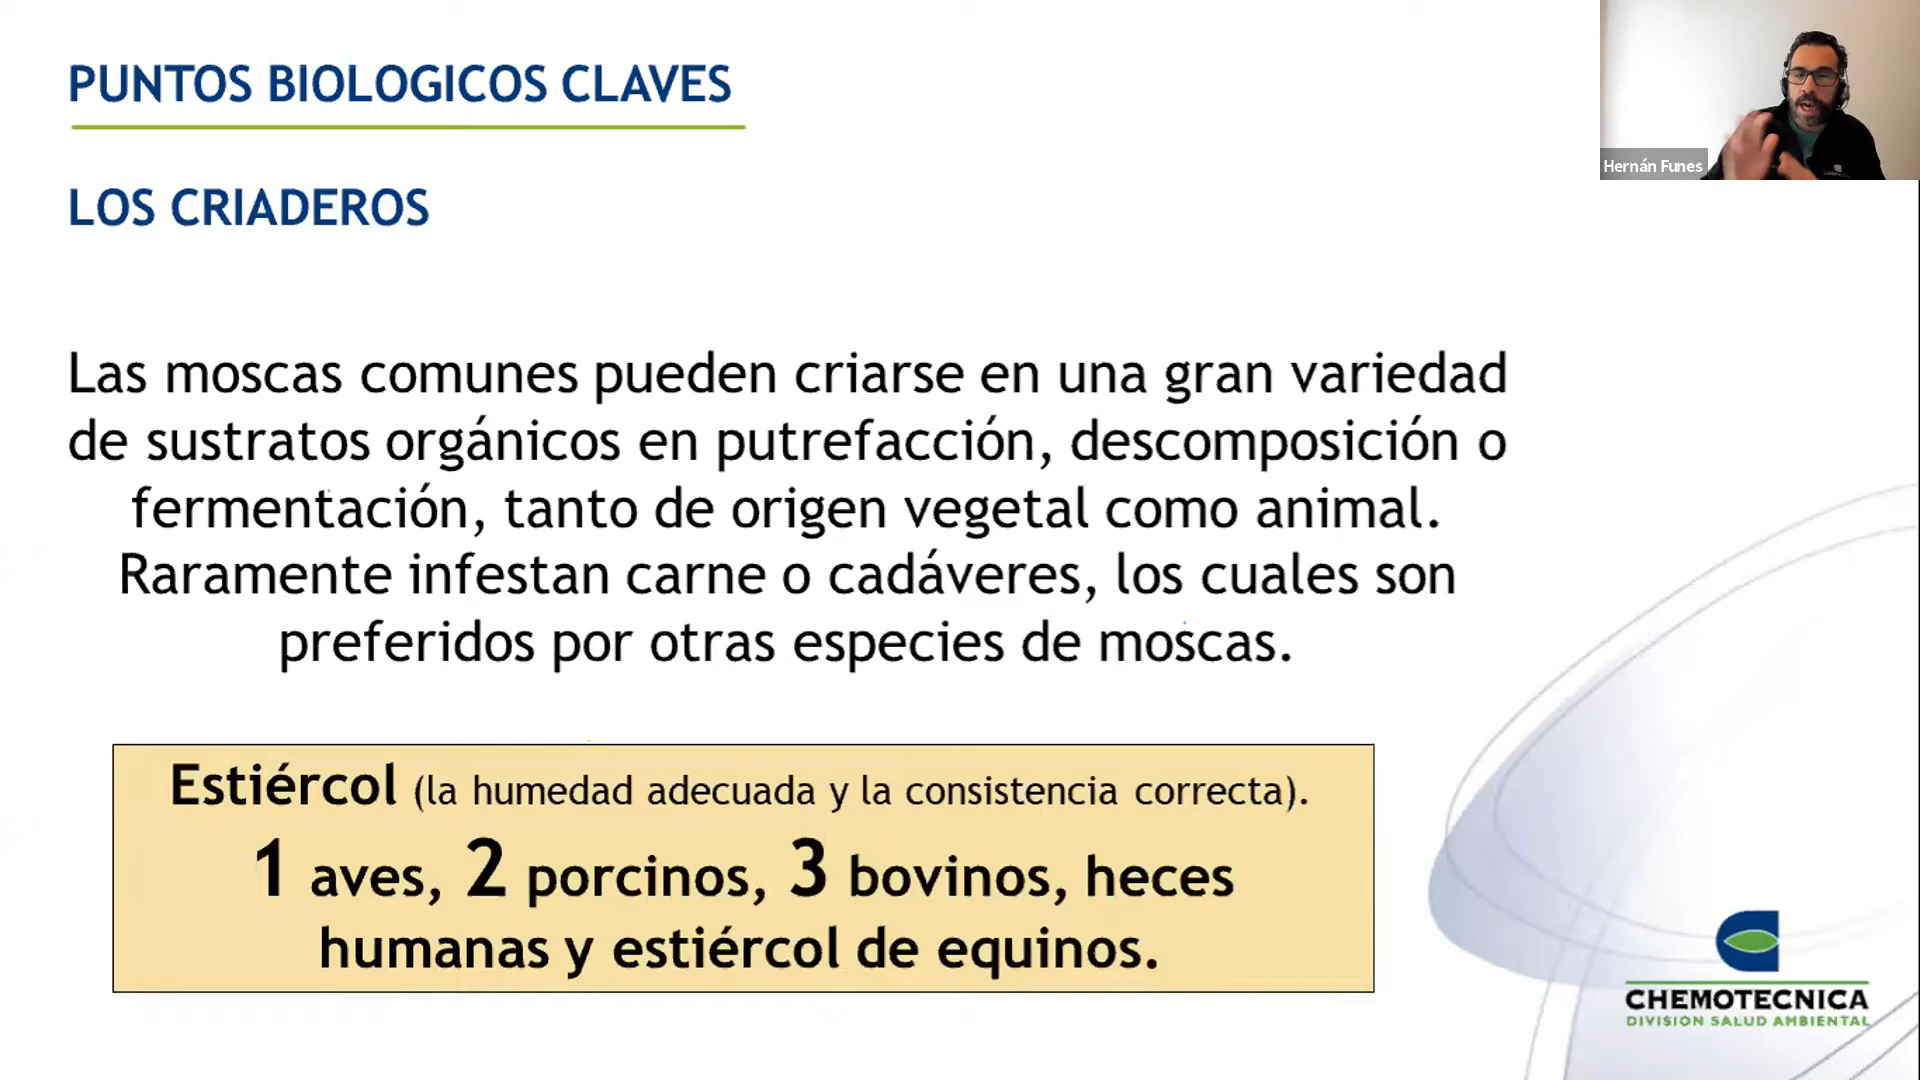 PUNTOS BIOLOGICOS CLAVES
Hernán Funes
LOS CRIADEROS
Las moscas comunes pueden criarse en una gran variedad
de sustratos orgánicos en putrefacción, descomposición o
fermentación, tanto de origen vegetal como animal.
Raramente infestan carne o cadáveres, los cuales son
preferidos por otras especies de moscas.
Estiércol (la humedad adecuada y la consistencia correcta).
1 aves, 2 porcinos, 3 bovinos, heces
humanas y estiércol de equinos.
CHEMOTECNICA
DIVISION SALUD AMBIENTAL